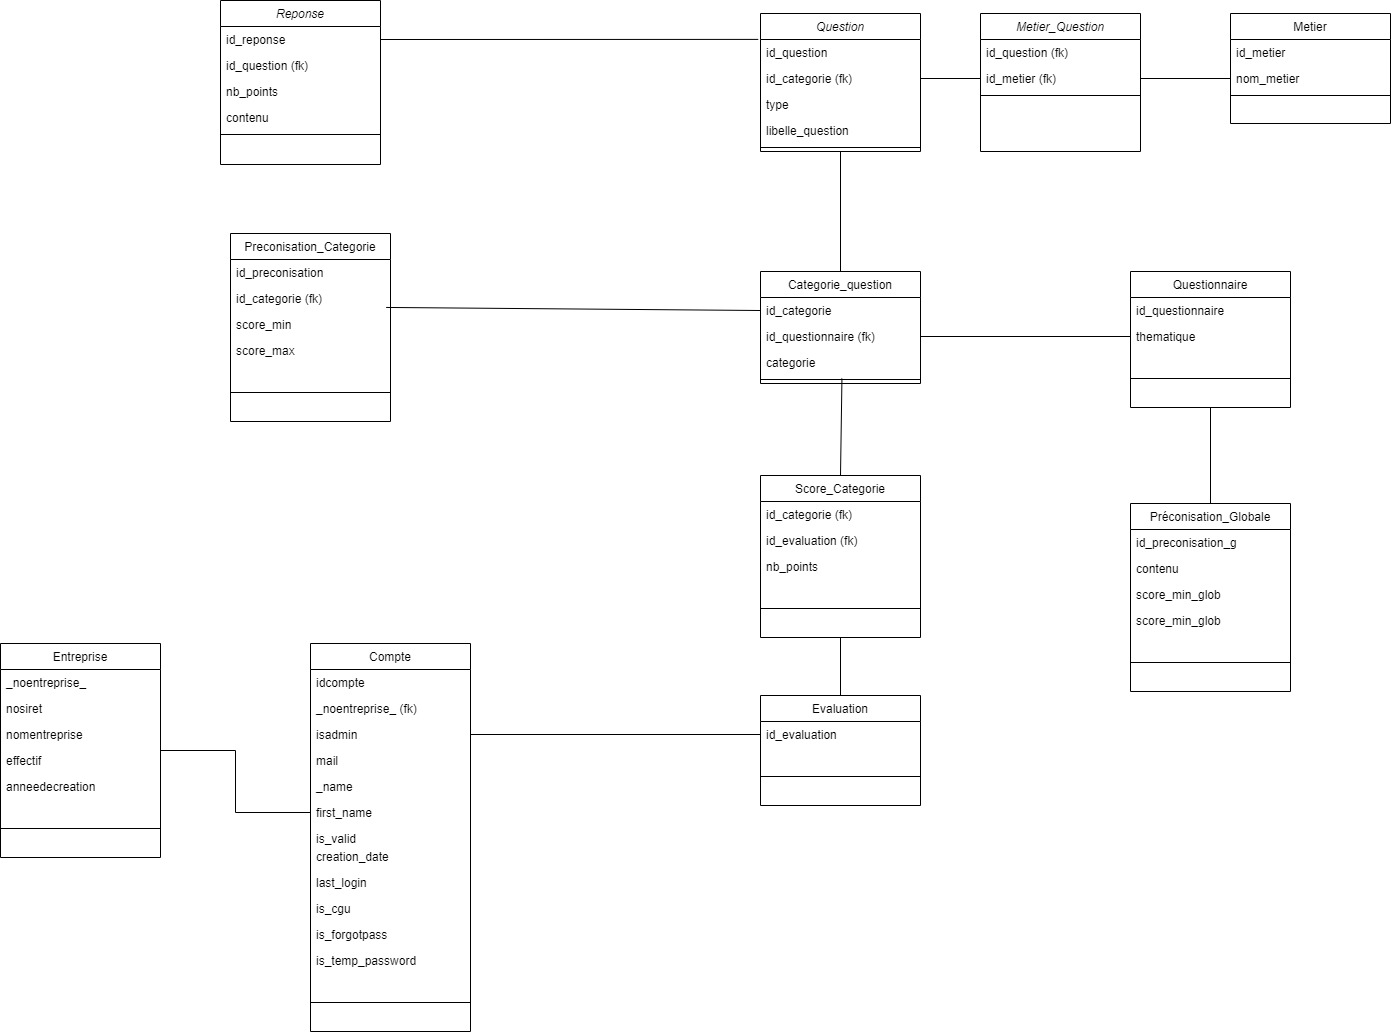 Reponse
id_reponse
id_question (fk)
nb_points
contenu
Question
id_question
id_categorie (fk)
type
libelle_question
Metier_Question
id_question (fk)
id_metier (fk)
Metier
id_metier
nom_metier
Preconisation_Categorie
id_preconisation
id_categorie (fk)
score_min
score_max
Categorie_question
id_categorie
id_questionnaire (fk)
categorie
Questionnaire
id_questionnaire
thematique
Score_Categorie
id_categorie (fk)
id_evaluation (fk)
nb_points
Préconisation_Globale
id_preconisation_g
contenu
score_min_glob
score_min_glob
Entreprise
_noentreprise_
nosiret
nomentreprise
effectif
anneedecreation
Compte
idcompte
_noentreprise_ (fk)
isadmin
mail
_name
first_name
is_valid
creation_date
last_login
is_cgu
is_forgotpass
is_temp_password
Evaluation
id_evaluation